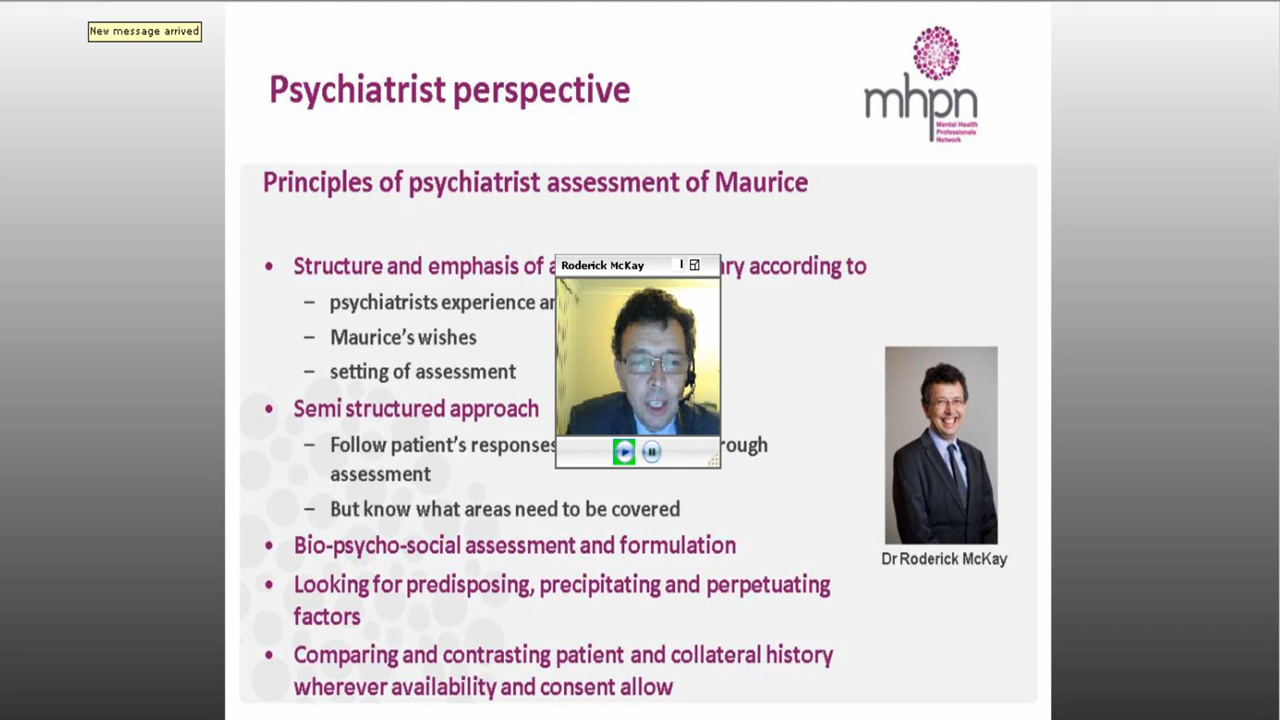 New message arrived
Psychiatrist perspective
mhpn
Mental Health
Professionals
Network
Principles of psychiatrist assessment of Maurice
• Structure and emphasis of a
ry according to
– psychiatrists experience
– Maurice's wishes
– setting of assessment
• Semi structured approach
– Follow patient's responses
rough
assessment
– But know what areas need to be covered
• Bio-psycho-social assessment and formulation
• Looking for predisposing, precipitating and perpetuating
factors
• Comparing and contrasting patient and collateral history
wherever availability and consent allow
Roderick McKay
Dr Roderick McKay